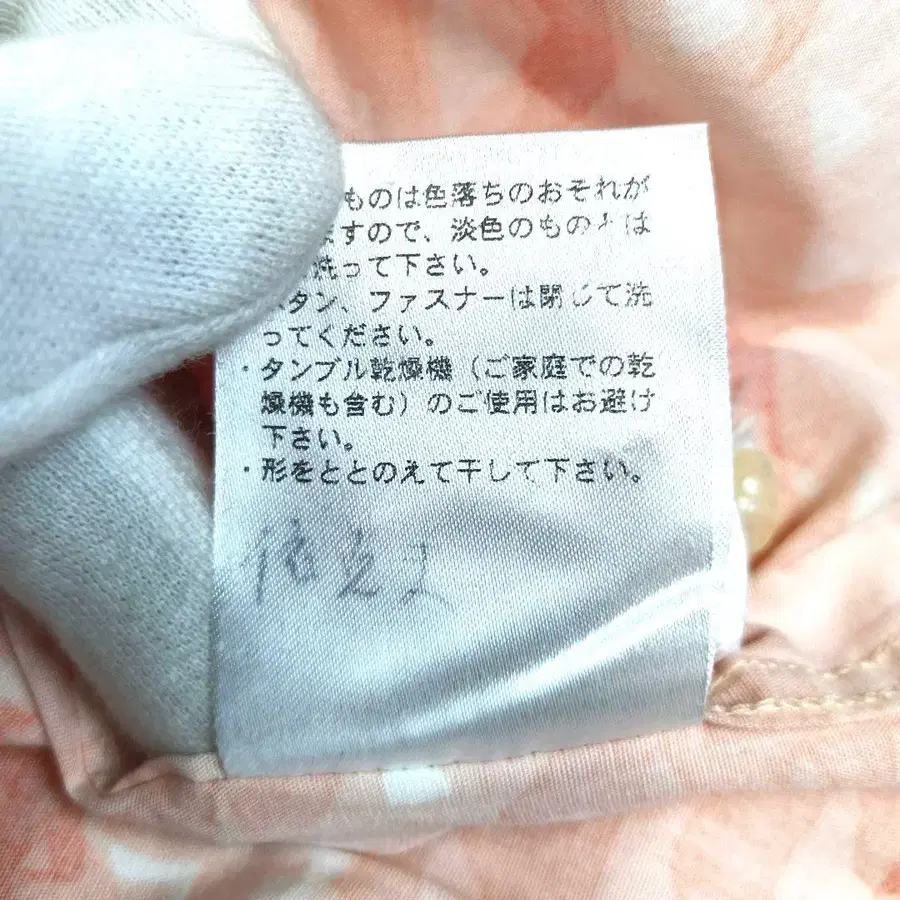 ものは色落ちのおそれが
ますので、淡色のものとは
洗って下さい。
タン、ファスナーは閉じて洗
ってください。
・タンブル乾燥機（ご家庭での乾
燥機も含む）のご使用はお避け
下さい。
・形をととのえて干して下さい。